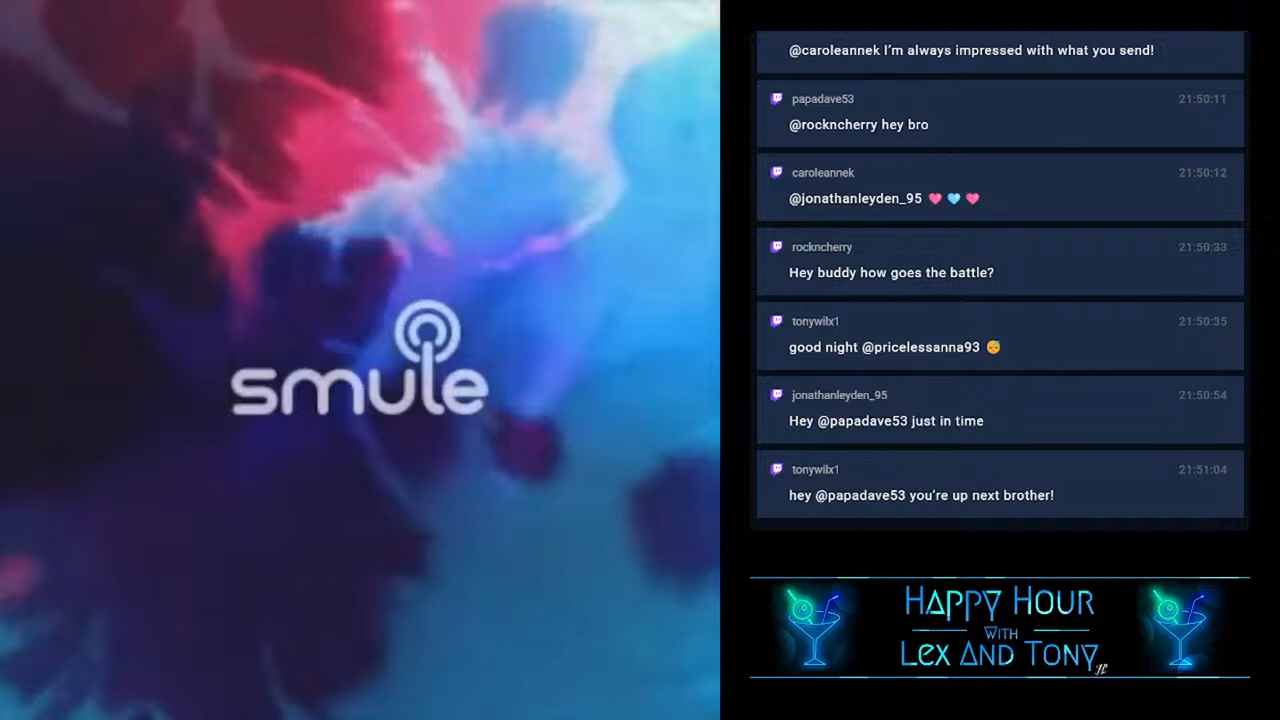 smule
@caroleannek I'm always impressed with what you send!
papadave53 21:50:11
@rockncherry hey bro
caroleannek 21:50:12
@jonathanleyden_95 🩷 🩵 🩷
rockncherry 21:50:33
Hey buddy how goes the battle?
tonywilx1 21:50:35
good night @pricelessanna93 😴
jonathanleyden_95 21:50:54
Hey @papadave53 just in time
tonywilx1 21:51:04
hey @papadave53 you're up next brother!
HAPPY HOUR
WITH
LEX AND TONY